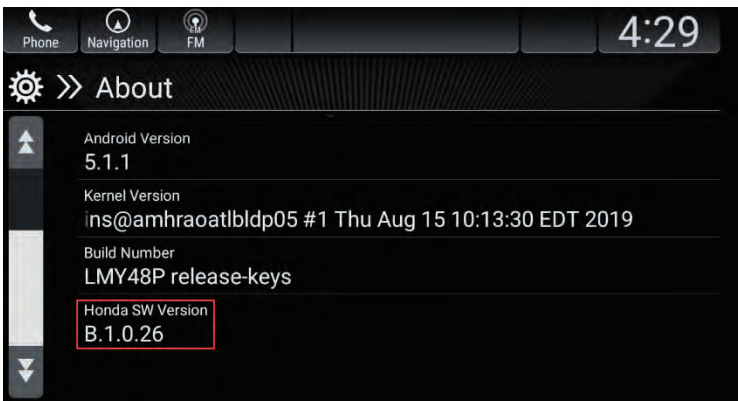 Phone
Navigation
FM
4:29
About
Android Version
5.1.1
Kernel Version
ins@amhraoatlbldp05 #1 Thu Aug 15 10:13:30 EDT 2019
Build Number
LMY48P release-keys
Honda SW Version
B.1.0.26